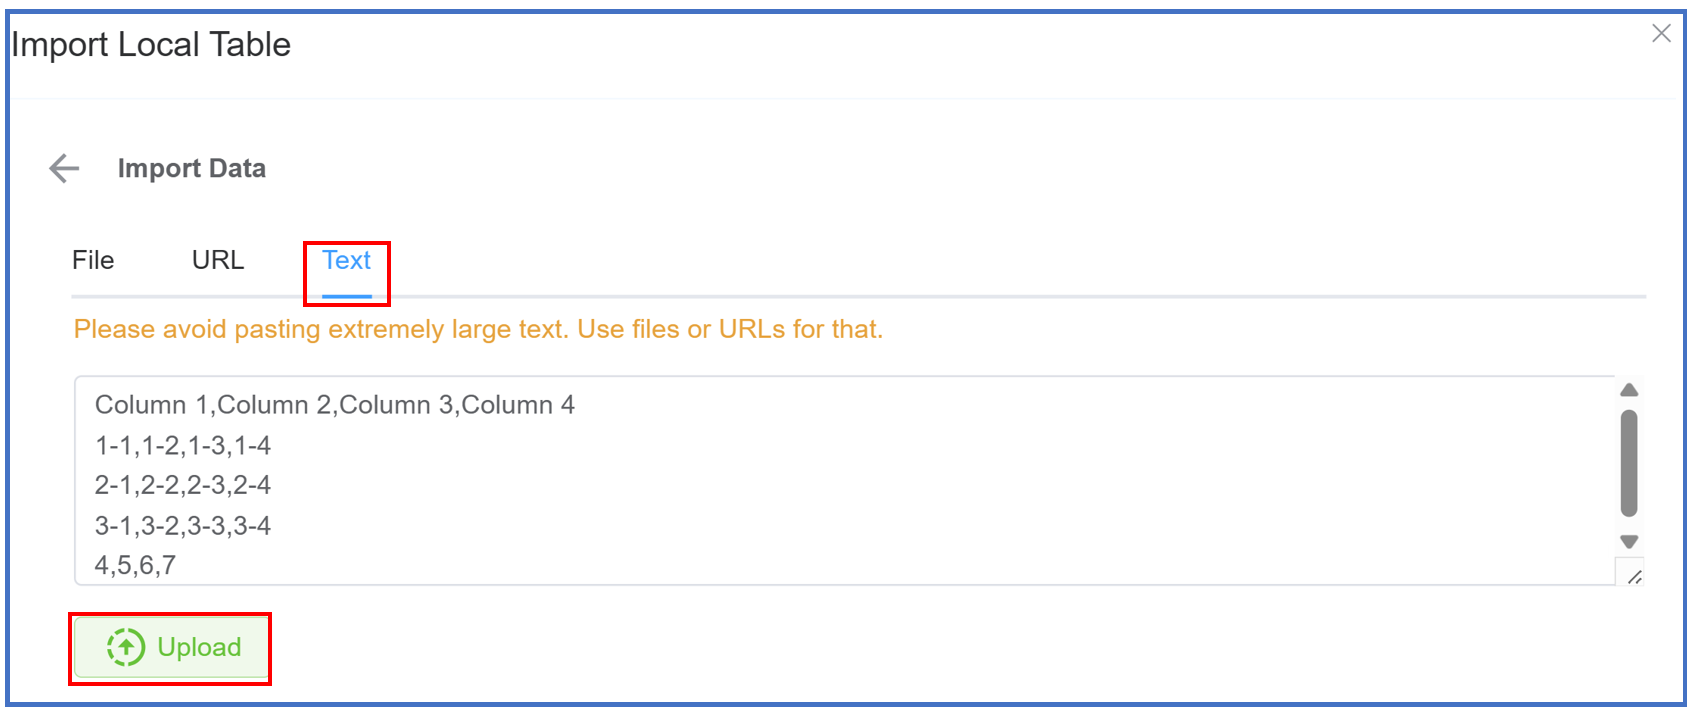 Import Local Table
Import Data
File URL Text
Please avoid pasting extremely large text. Use files or URLs for that.
Column 1,Column 2,Column 3,Column 4
1-1,1-2,1-3,1-4
2-1,2-2,2-3,2-4
3-1,3-2,3-3,3-4
4,5,6,7
Upload